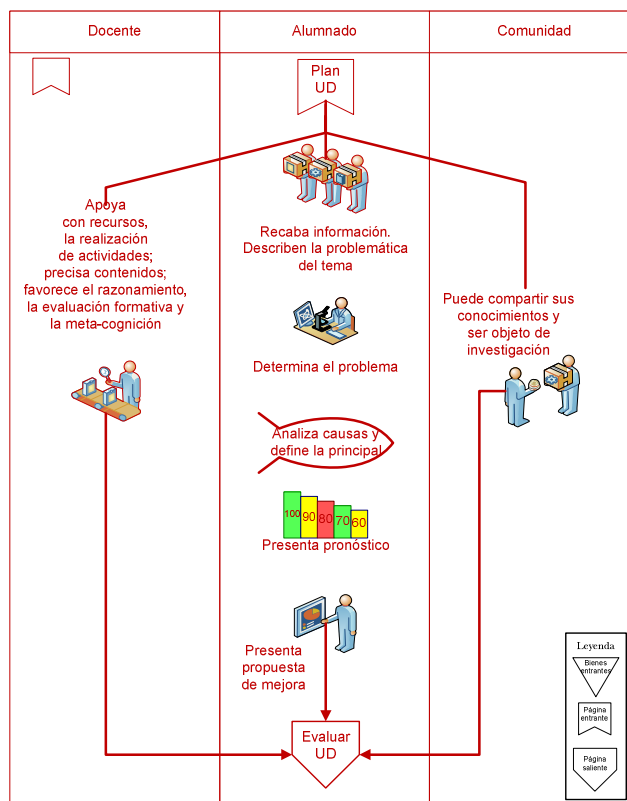 Docente
Alumnado
Comunidad
Plan
UD
Apoya
con recursos,
la realización
de actividades;
precisa contenidos;
favorece el razonamiento,
la evaluación formativa y
la meta-cognición
Recaba información.
Describen la problemática
del tema
Puede compartir sus
conocimientos y
ser objeto de
investigación
Determina el problema
Analiza causas y
define la principal
100 90 80 70 60
Presenta pronóstico
Presenta
propuesta
de mejora
Evaluar
UD
Leyenda
Bienes
entrantes
Página
entrante
Página
saliente